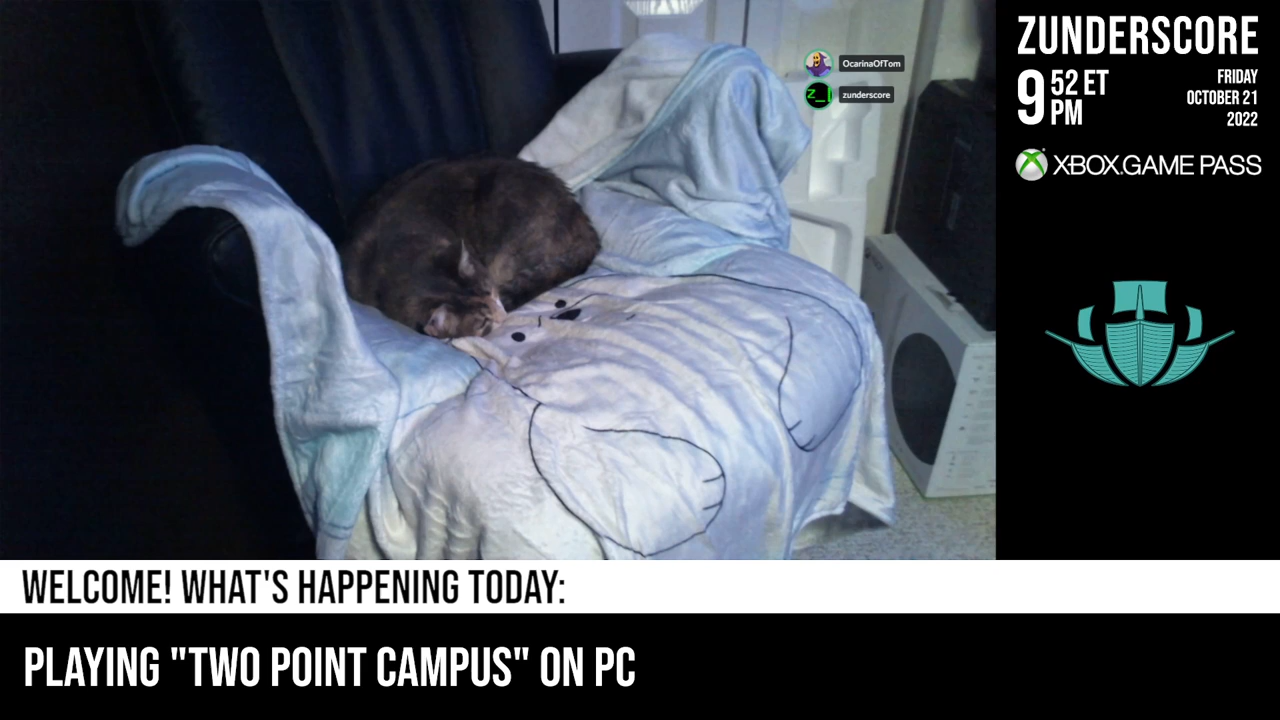 OcarinaOfTom
z_
zunderscore
ZUNDERSCORE
9 52 ET
PM
FRIDAY
OCTOBER 21
2022
XBOX GAME PASS
WELCOME! WHAT'S HAPPENING TODAY:
PLAYING "TWO POINT CAMPUS" ON PC